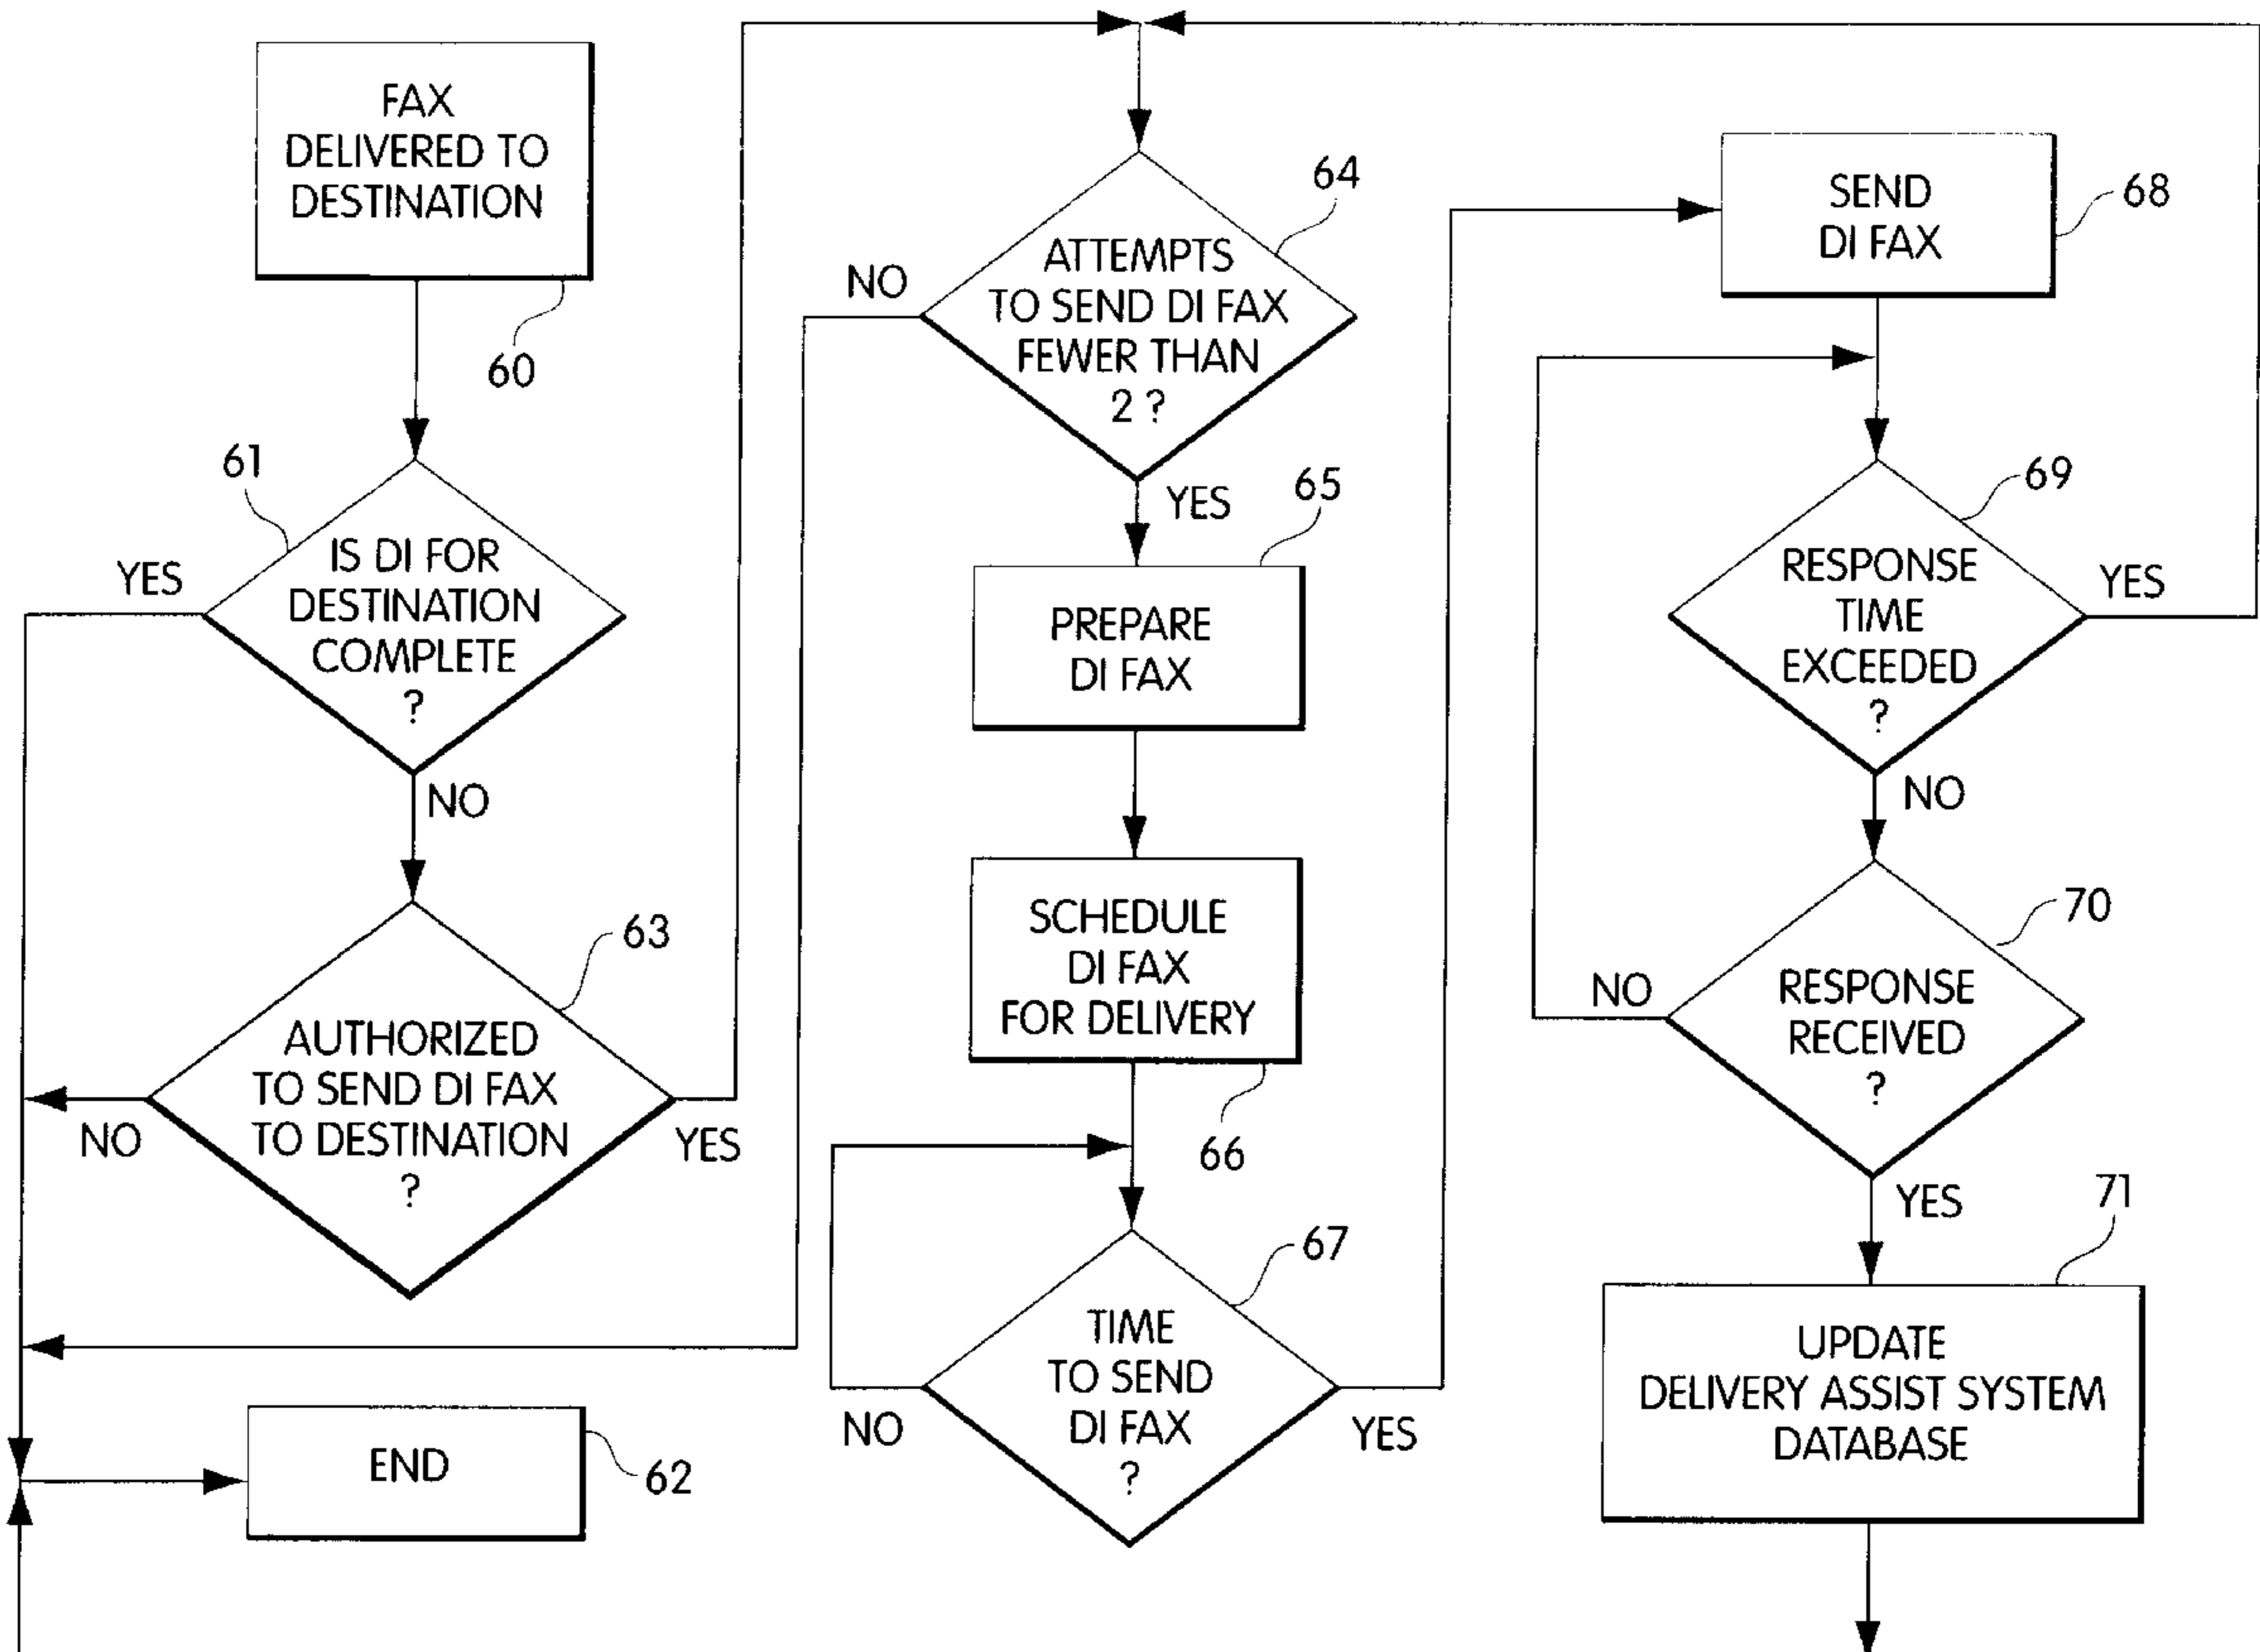 FAX
DELIVERED TO
DESTINATION
60
61
IS DI FOR
DESTINATION
COMPLETE
?
YES
NO
63
AUTHORIZED
TO SEND DI FAX
TO DESTINATION
?
NO
YES
END
62
64
ATTEMPTS
TO SEND DI FAX
FEWER THAN
2 ?
NO
YES
65
PREPARE
DI FAX
SCHEDULE
DI FAX
FOR DELIVERY
66
67
TIME
TO SEND
DI FAX
?
NO
YES
SEND
DI FAX
68
69
RESPONSE
TIME
EXCEEDED
?
YES
NO
70
RESPONSE
RECEIVED
?
NO
YES
71
UPDATE
DELIVERY ASSIST SYSTEM
DATABASE